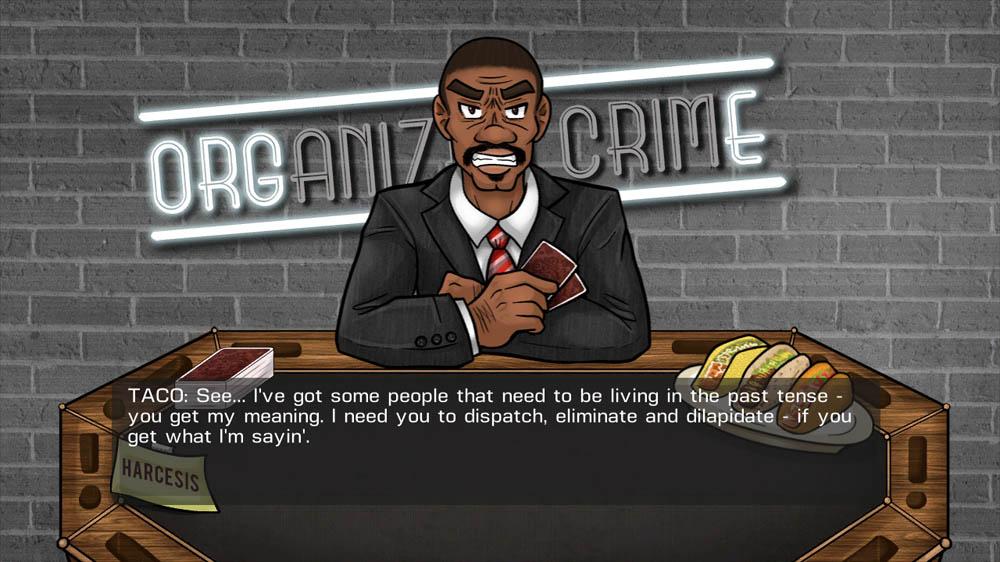 ORGANIZ CRIME
TACO: See... I've got some people that need to be living in the past tense -
you get my meaning. I need you to dispatch, eliminate and dilapidate - if you
get what I'm sayin'.
HARCESIS